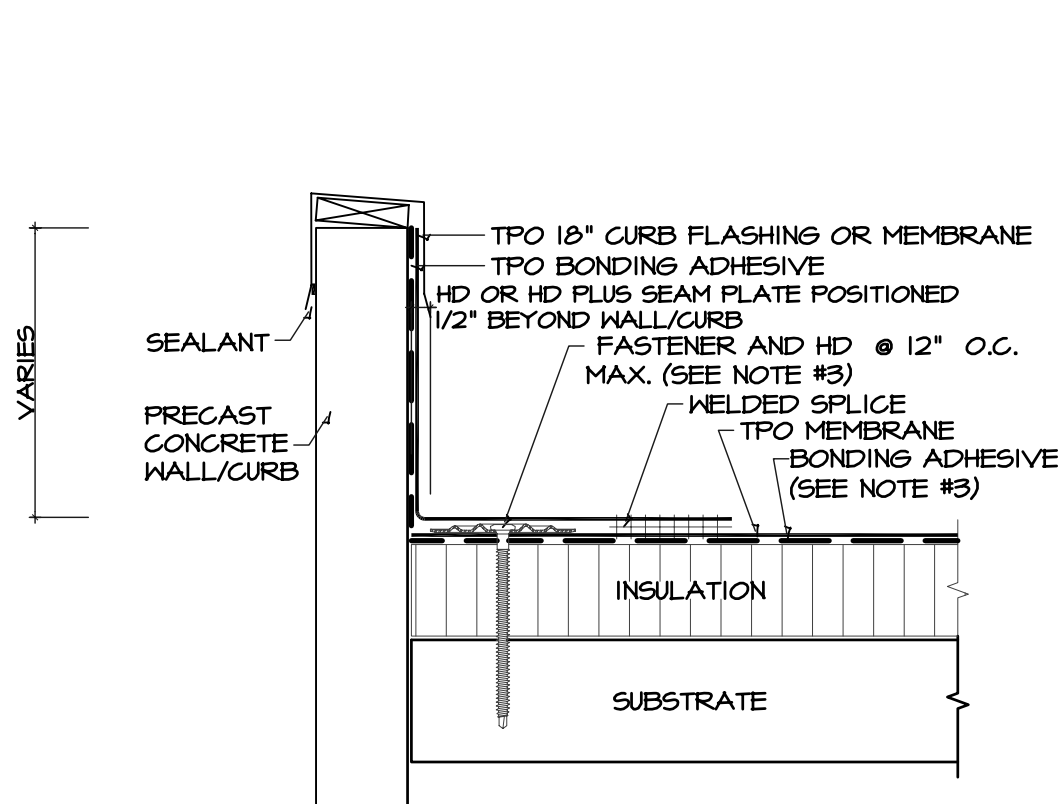 TPO 18" CURB FLASHING OR MEMBRANE
TPO BONDING ADHESIVE
HD OR HD PLUS SEAM PLATE POSITIONED
1/2" BEYOND WALL/CURB
SEALANT
FASTENER AND HD @ 12" O.C.
MAX. (SEE NOTE #3)
VARIES
PRECAST
CONCRETE
WALL/CURB
WELDED SPLICE
TPO MEMBRANE
BONDING ADHESIVE
(SEE NOTE #3)
INSULATION
SUBSTRATE